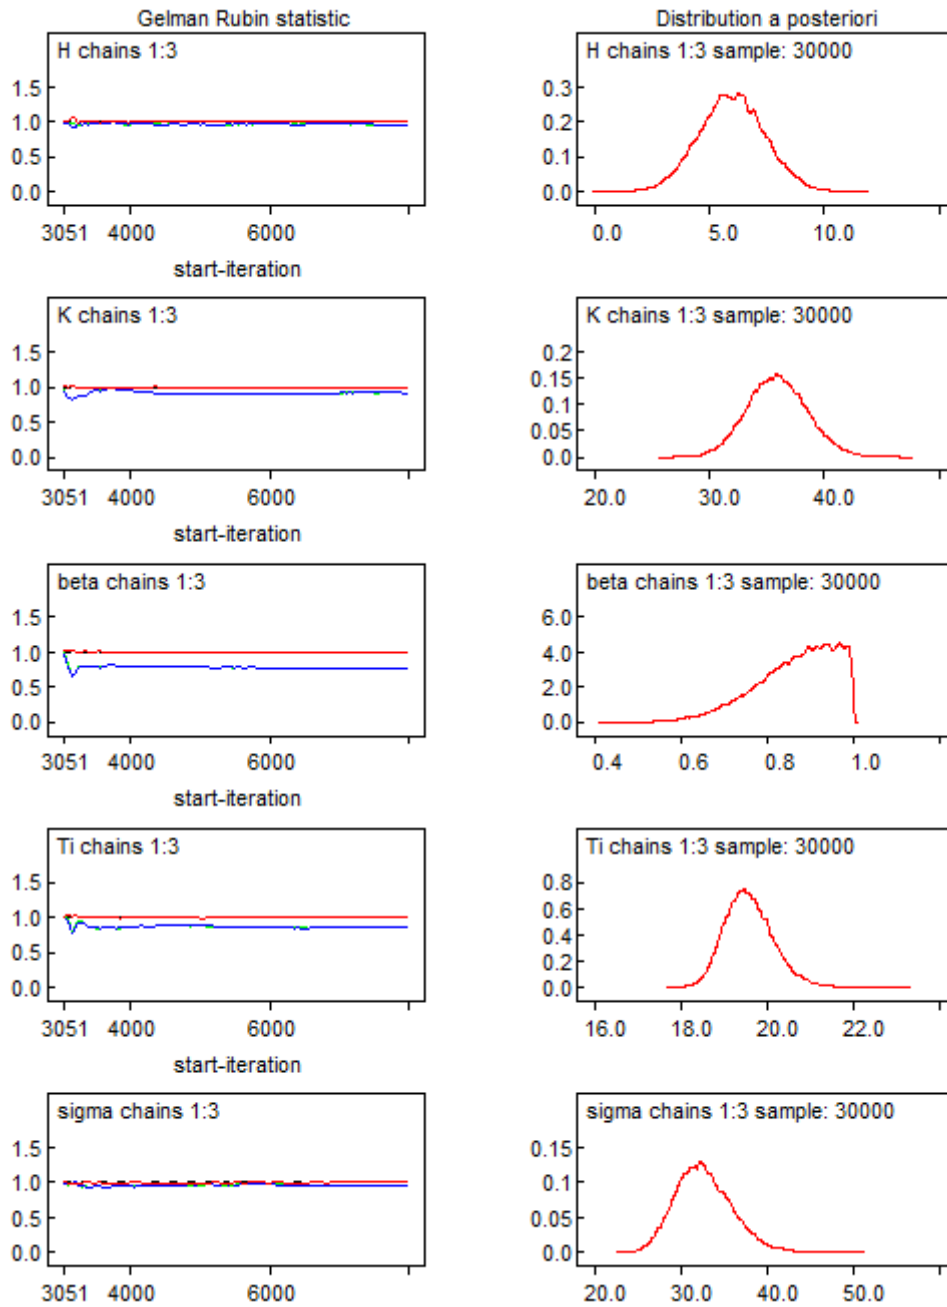 Gelman Rubin statistic
Distribution a posteriori
H chains 1:3
1.5
1.0
0.5
0.0
3051 4000 6000
start-iteration
H chains 1:3 sample: 30000
0.3
0.2
0.1
0.0
0.0 5.0 10.0
K chains 1:3
1.5
1.0
0.5
0.0
3051 4000 6000
start-iteration
K chains 1:3 sample: 30000
0.2
0.15
0.1
0.05
0.0
20.0 30.0 40.0
beta chains 1:3
1.5
1.0
0.5
0.0
3051 4000 6000
start-iteration
beta chains 1:3 sample: 30000
6.0
4.0
2.0
0.0
0.4 0.6 0.8 1.0
Ti chains 1:3
1.5
1.0
0.5
0.0
3051 4000 6000
start-iteration
Ti chains 1:3 sample: 30000
0.8
0.6
0.4
0.2
0.0
16.0 18.0 20.0 22.0
sigma chains 1:3
1.5
1.0
0.5
0.0
3051 4000 6000
sigma chains 1:3 sample: 30000
0.15
0.1
0.05
0.0
20.0 30.0 40.0 50.0